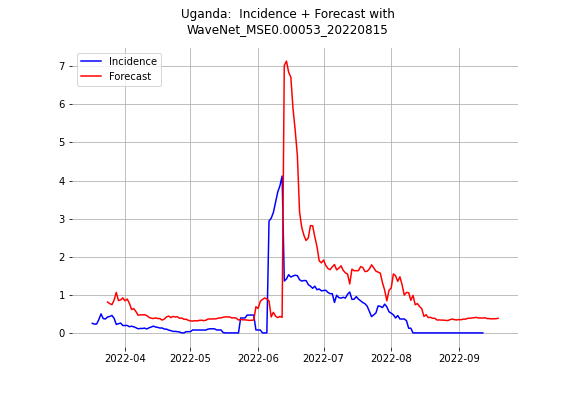 Uganda:  Incidence + Forecast with
WaveNet_MSE0.00053_20220815
Incidence
Forecast
7
6
5
4
3
2
1
0
2022-04 2022-05 2022-06 2022-07 2022-08 2022-09